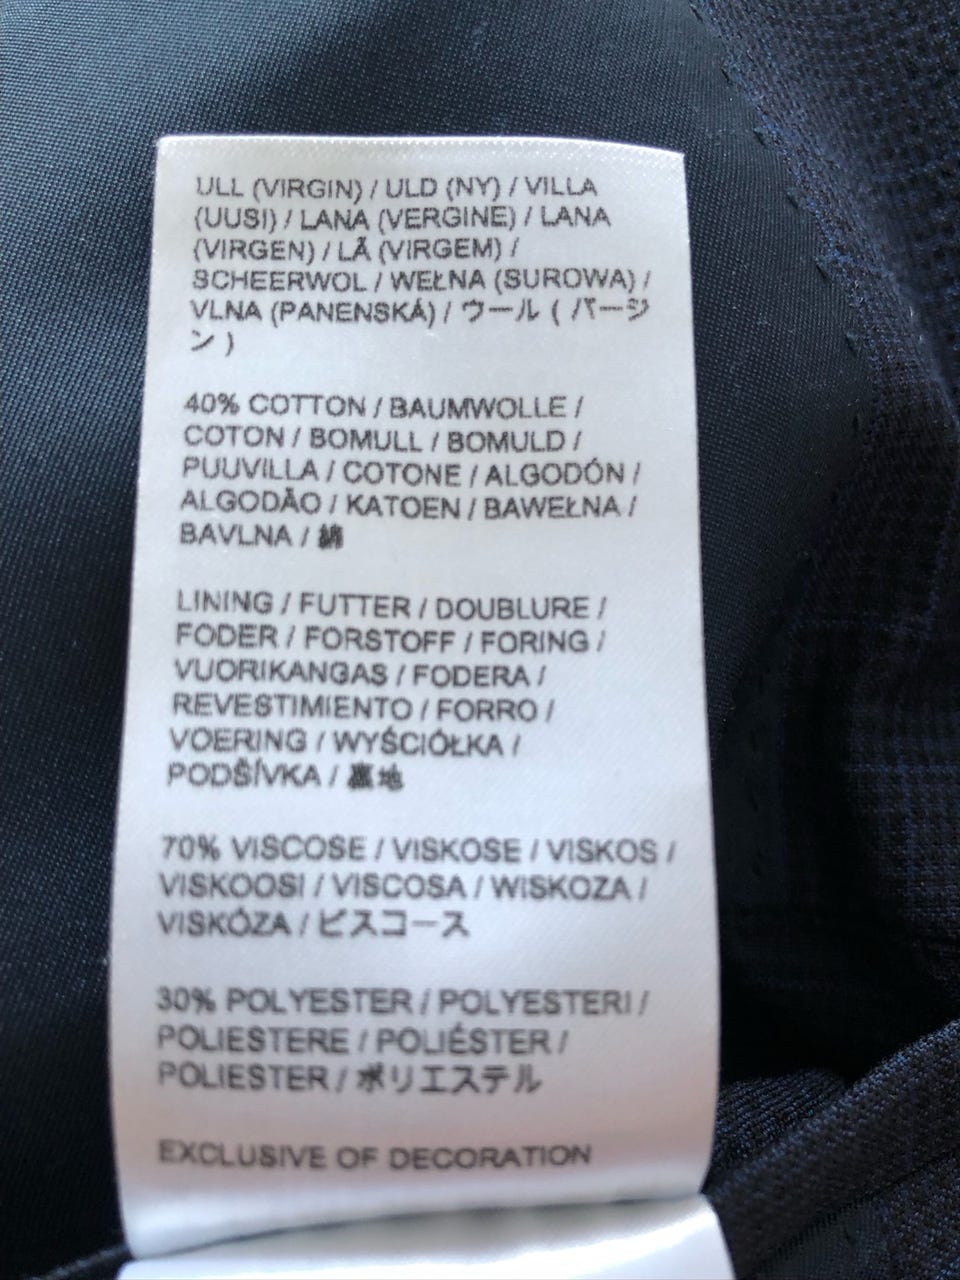 ULL (VIRGIN) / ULD (NY) / VILLA
(UUSI) / LANA (VERGINE) / LANA
(VIRGEN) / LÃ (VIRGEM) /
SCHEERWOL / WEŁNA (SUROWA) /
VLNA (PANENSKÁ) / ウール ( バージ
ン )
40% COTTON / BAUMWOLLE /
COTON / BOMULL / BOMULD /
PUUVILLA / COTONE / ALGODÓN /
ALGODÃO / KATOEN / BAWEŁNA /
BAVLNA / 綿
LINING / FUTTER / DOUBLURE /
FODER / FORSTOFF / FORING /
VUORIKANGAS / FODERA /
REVESTIMIENTO / FORRO /
VOERING / WYŚCIÓŁKA /
PODŠÍVKA / 裏地
70% VISCOSE / VISKOSE / VISKOS /
VISKOOSI / VISCOSA / WISKOZA /
VISKÓZA / ビスコース
30% POLYESTER / POLYESTERI /
POLIESTERE / POLIÉSTER /
POLIESTER / ポリエステル
EXCLUSIVE OF DECORATION